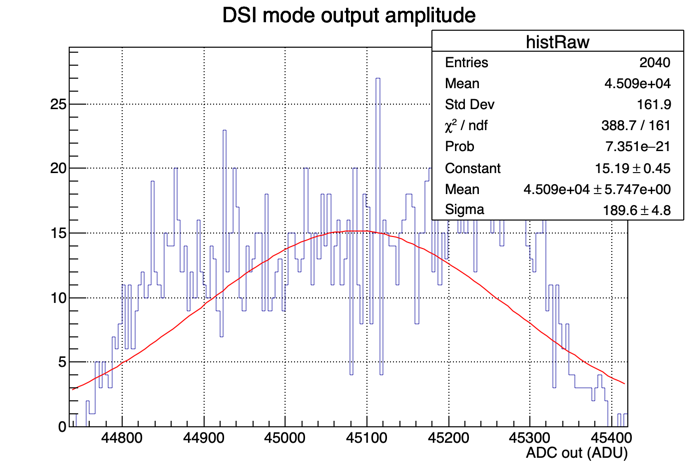 DSI mode output amplitude
histRaw
Entries 2040
Mean 4.509e+04
Std Dev 161.9
χ² / ndf 388.7 / 161
Prob 7.351e−21
Constant 15.19 ± 0.45
Mean 4.509e+04 ± 5.747e+00
Sigma 189.6 ± 4.8
25
20
15
10
5
0
44800 44900 45000 45100 45200 45300 45400
ADC out (ADU)